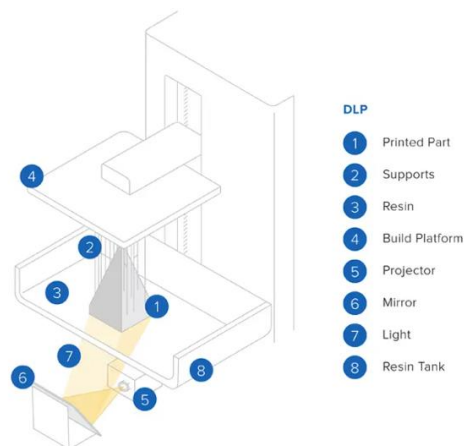 DLP
1 Printed Part
2 Supports
3 Resin
4 Build Platform
5 Projector
6 Mirror
7 Light
8 Resin Tank
4
2
3
1
7
8
6
5